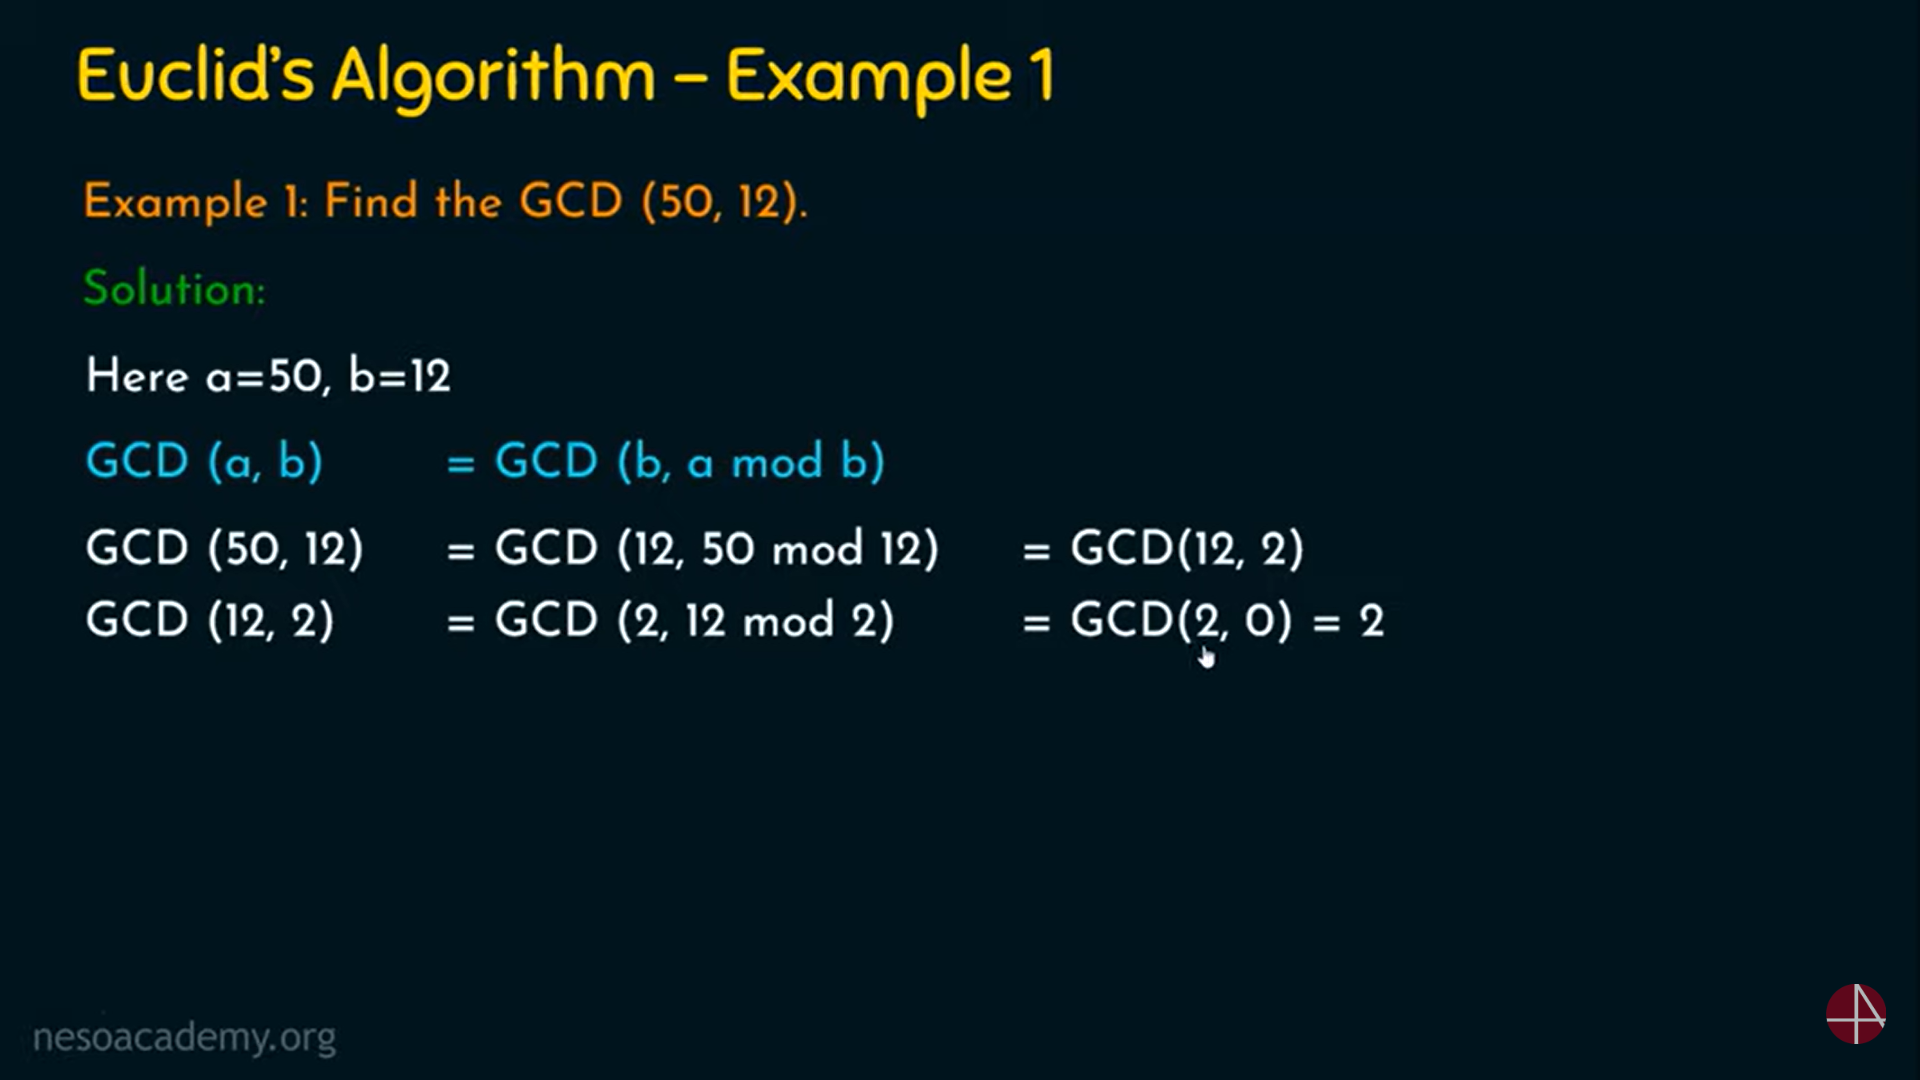 Euclid's Algorithm – Example 1
Example 1: Find the GCD (50, 12).
Solution:
Here a=50, b=12
GCD (a, b) = GCD (b, a mod b)
GCD (50, 12) = GCD (12, 50 mod 12) = GCD(12, 2)
GCD (12, 2) = GCD (2, 12 mod 2) = GCD(2, 0) = 2
nesoacademy.org